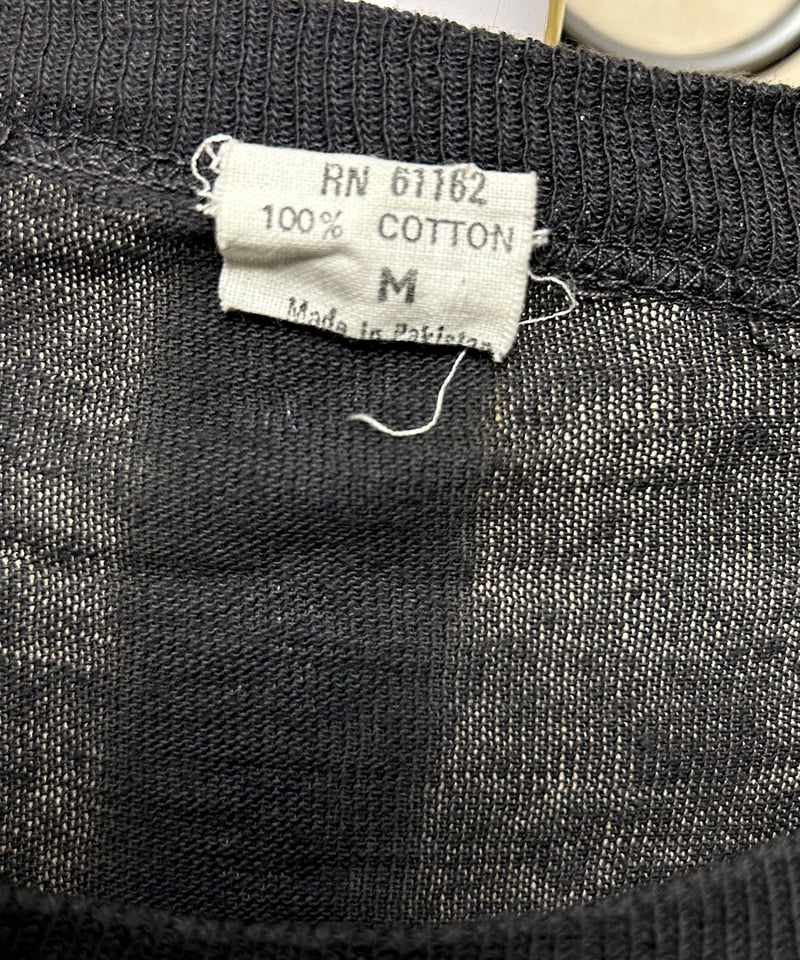 RN 61162
100% COTTON
M
Made in Pakistan